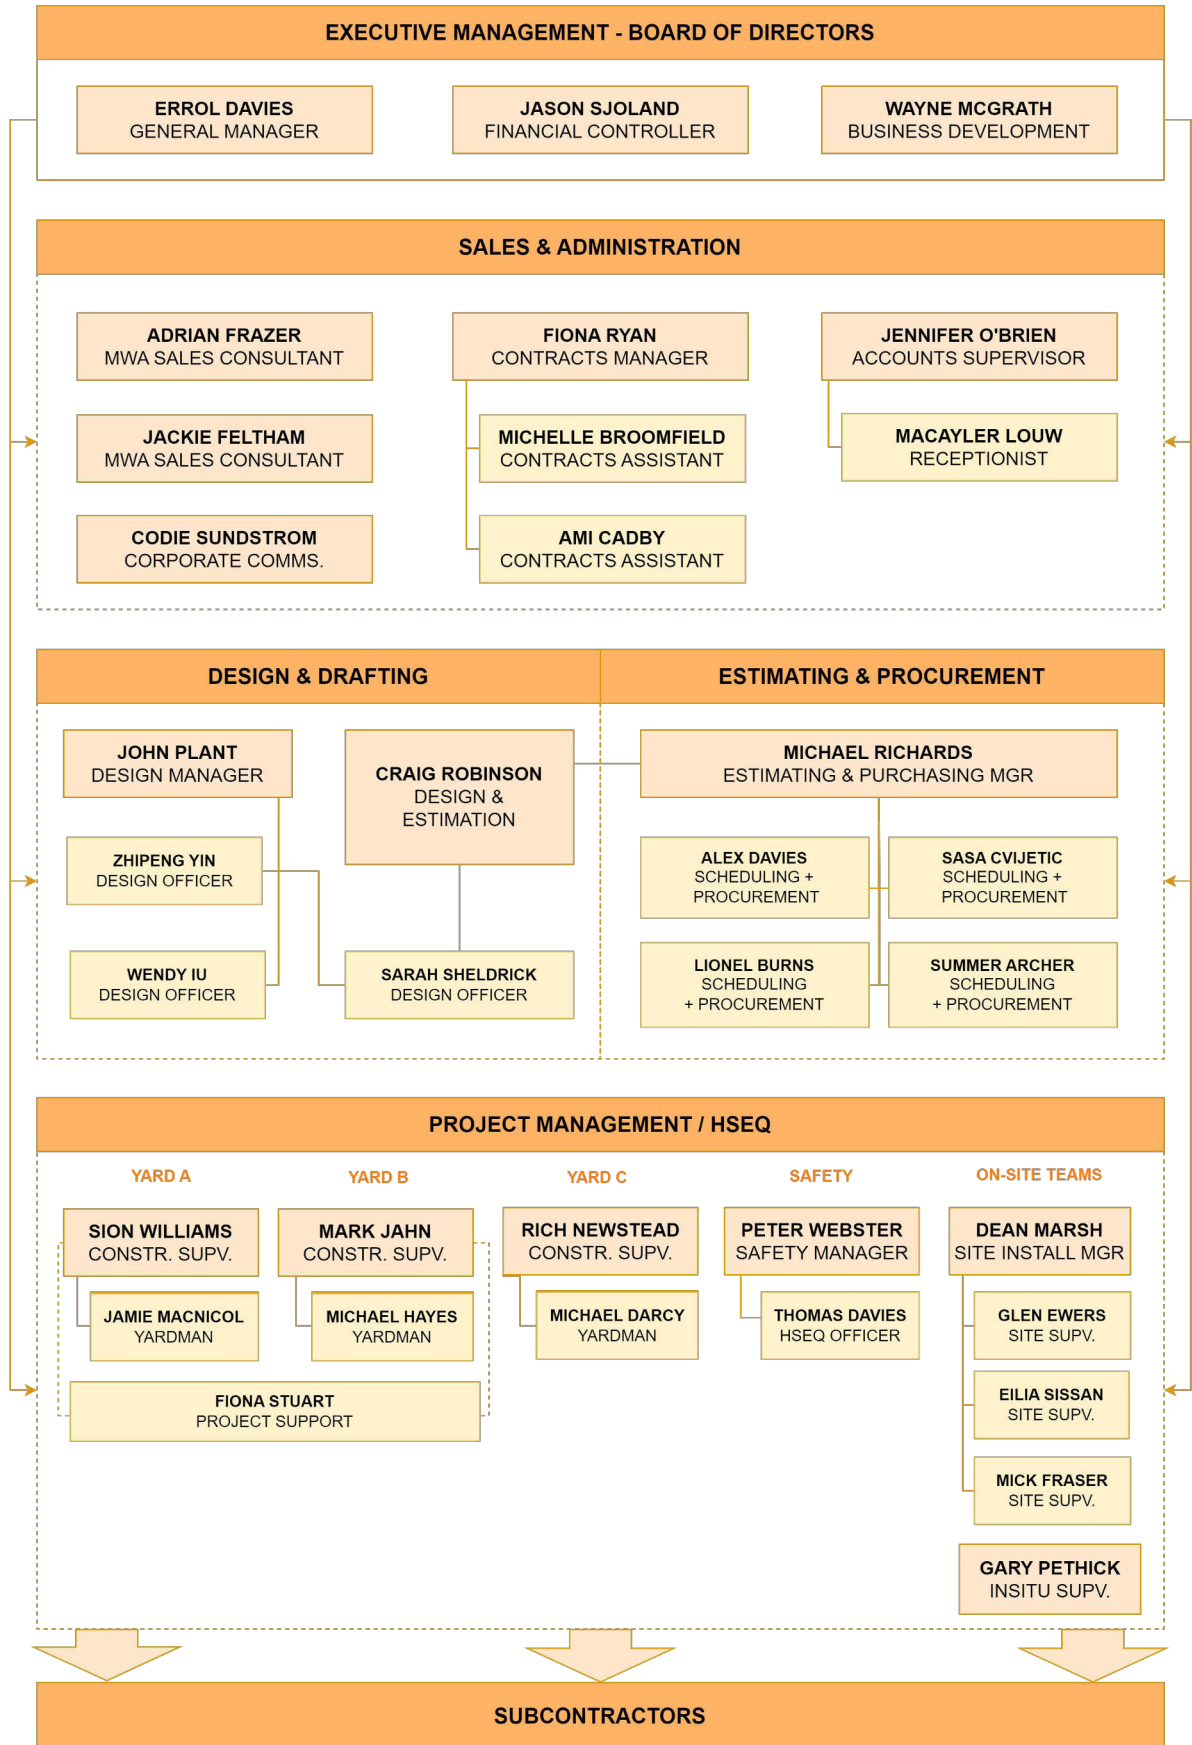 EXECUTIVE MANAGEMENT - BOARD OF DIRECTORS
ERROL DAVIES
GENERAL MANAGER
JASON SJOLAND
FINANCIAL CONTROLLER
WAYNE MCGRATH
BUSINESS DEVELOPMENT
SALES & ADMINISTRATION
ADRIAN FRAZER
MWA SALES CONSULTANT
JACKIE FELTHAM
MWA SALES CONSULTANT
CODIE SUNDSTROM
CORPORATE COMMS.
FIONA RYAN
CONTRACTS MANAGER
MICHELLE BROOMFIELD
CONTRACTS ASSISTANT
AMI CADBY
CONTRACTS ASSISTANT
JENNIFER O'BRIEN
ACCOUNTS SUPERVISOR
MACAYLER LOUW
RECEPTIONIST
DESIGN & DRAFTING
JOHN PLANT
DESIGN MANAGER
CRAIG ROBINSON
DESIGN &
ESTIMATION
ZHIPENG YIN
DESIGN OFFICER
WENDY IU
DESIGN OFFICER
SARAH SHELDRICK
DESIGN OFFICER
ESTIMATING & PROCUREMENT
MICHAEL RICHARDS
ESTIMATING & PURCHASING MGR
ALEX DAVIES
SCHEDULING +
PROCUREMENT
SASA CVIJETIC
SCHEDULING +
PROCUREMENT
LIONEL BURNS
SCHEDULING
+ PROCUREMENT
SUMMER ARCHER
SCHEDULING
+ PROCUREMENT
PROJECT MANAGEMENT / HSEQ
YARD A
SION WILLIAMS
CONSTR. SUPV.
JAMIE MACNICOL
YARDMAN
YARD B
MARK JAHN
CONSTR. SUPV.
MICHAEL HAYES
YARDMAN
FIONA STUART
PROJECT SUPPORT
YARD C
RICH NEWSTEAD
CONSTR. SUPV.
MICHAEL DARCY
YARDMAN
SAFETY
PETER WEBSTER
SAFETY MANAGER
THOMAS DAVIES
HSEQ OFFICER
ON-SITE TEAMS
DEAN MARSH
SITE INSTALL MGR
GLEN EWERS
SITE SUPV.
EILIA SISSAN
SITE SUPV.
MICK FRASER
SITE SUPV.
GARY PETHICK
INSITU SUPV.
SUBCONTRACTORS